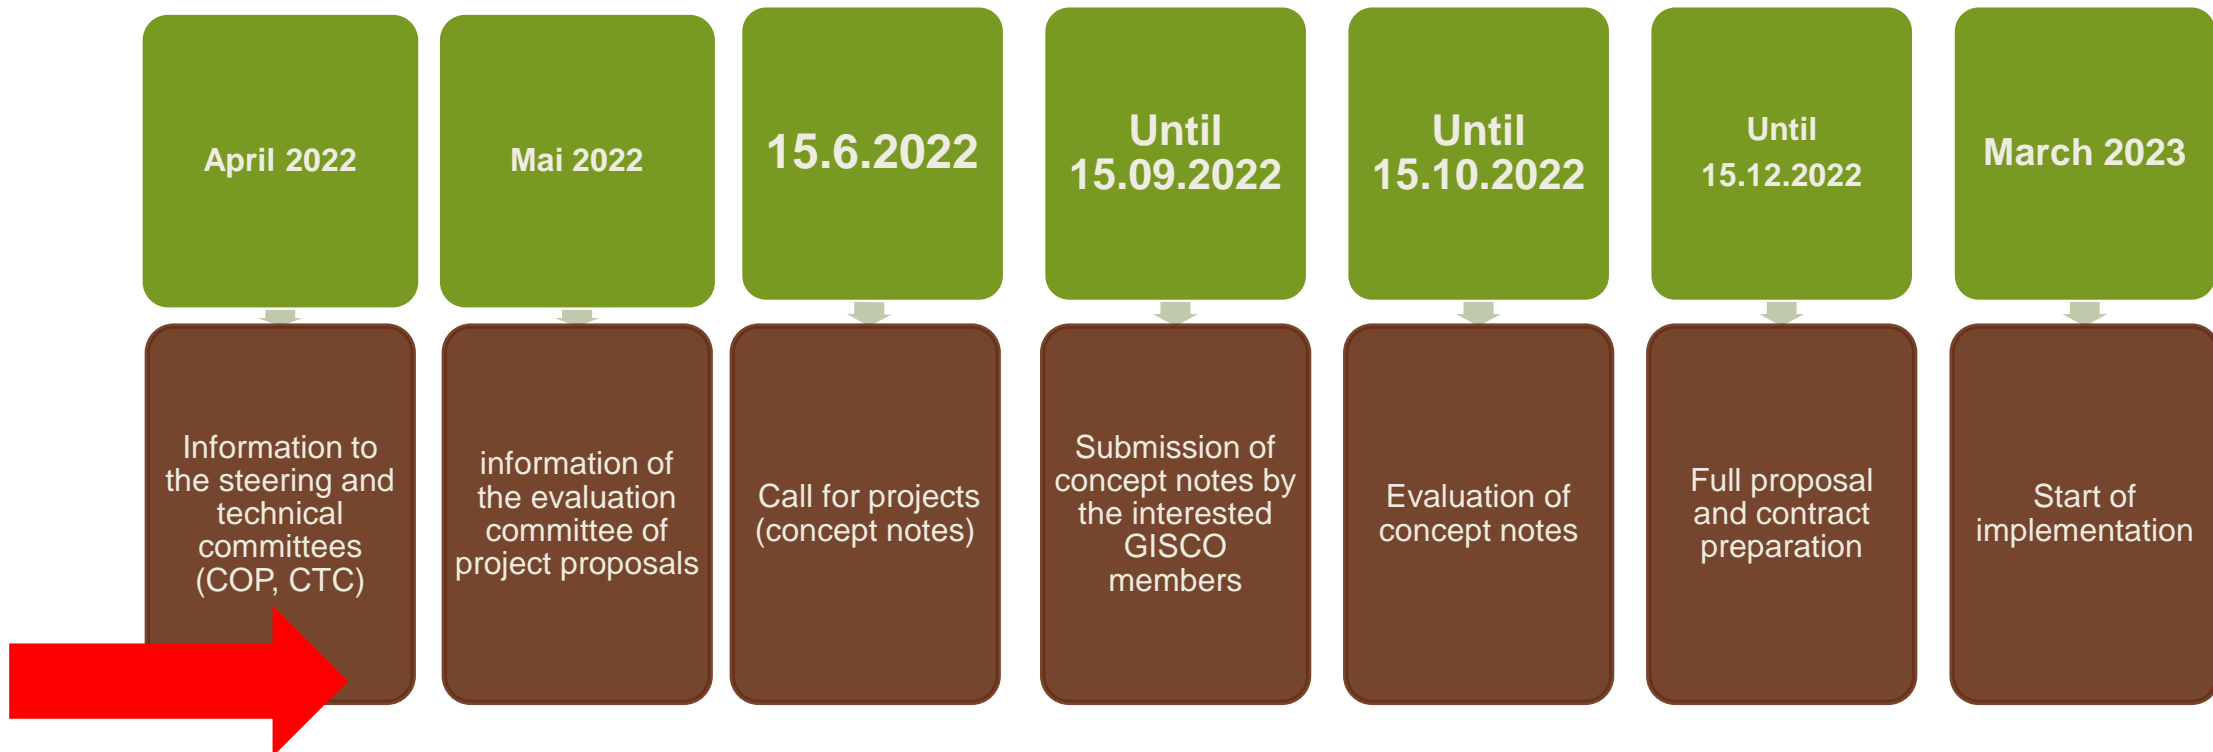 April 2022
Information to
the steering and
technical
committees
(COP, CTC)
Mai 2022
information of
the evaluation
committee of
project proposals
15.6.2022
Call for projects
(concept notes)
Until
15.09.2022
Submission of
concept notes by
the interested
GISCO
members
Until
15.10.2022
Evaluation of
concept notes
Until
15.12.2022
Full proposal
and contract
preparation
March 2023
Start of
implementation